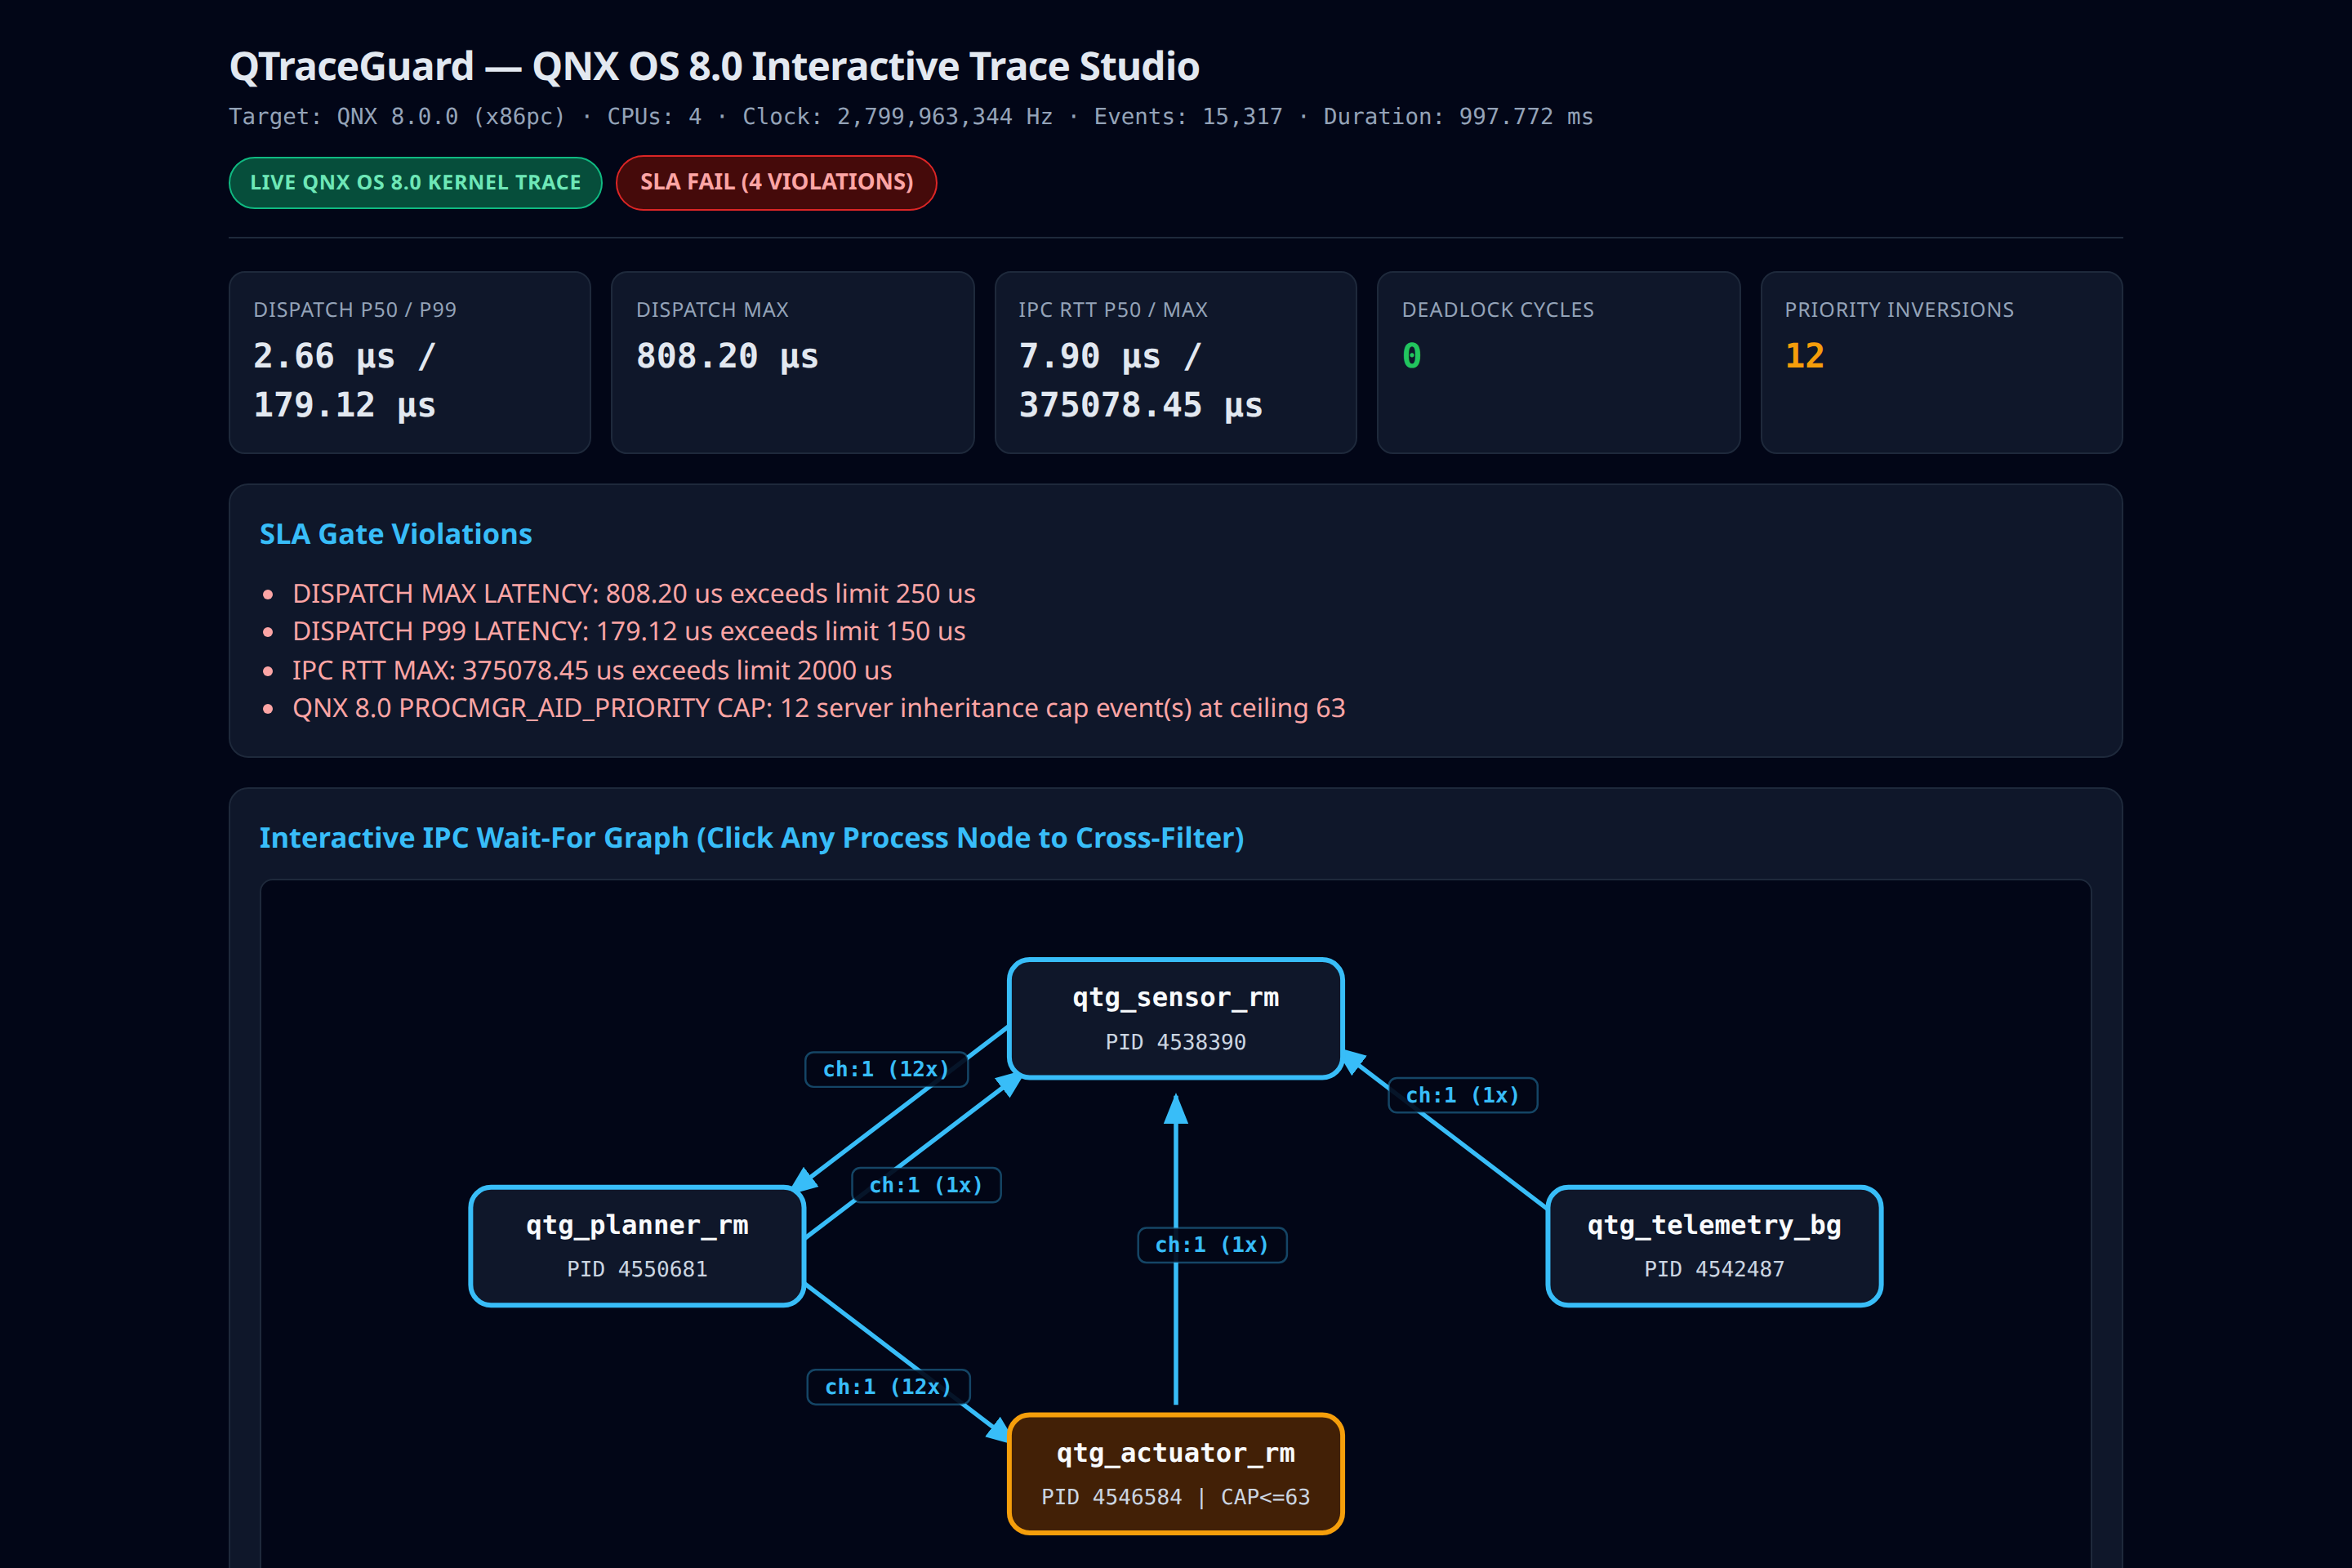 QTraceGuard — QNX OS 8.0 Interactive Trace Studio
Target: QNX 8.0.0 (x86pc) · CPUs: 4 · Clock: 2,799,963,344 Hz · Events: 15,317 · Duration: 997.772 ms
LIVE QNX OS 8.0 KERNEL TRACE
SLA FAIL (4 VIOLATIONS)
DISPATCH P50 / P99
2.66 µs /
179.12 µs
DISPATCH MAX
808.20 µs
IPC RTT P50 / MAX
7.90 µs /
375078.45 µs
DEADLOCK CYCLES
0
PRIORITY INVERSIONS
12
SLA Gate Violations
• DISPATCH MAX LATENCY: 808.20 us exceeds limit 250 us
• DISPATCH P99 LATENCY: 179.12 us exceeds limit 150 us
• IPC RTT MAX: 375078.45 us exceeds limit 2000 us
• QNX 8.0 PROCMGR_AID_PRIORITY CAP: 12 server inheritance cap event(s) at ceiling 63
Interactive IPC Wait-For Graph (Click Any Process Node to Cross-Filter)
qtg_sensor_rm
PID 4538390
ch:1 (12x)
ch:1 (1x)
ch:1 (1x)
qtg_planner_rm
PID 4550681
ch:1 (1x)
qtg_telemetry_bg
PID 4542487
ch:1 (12x)
qtg_actuator_rm
PID 4546584 | CAP<=63